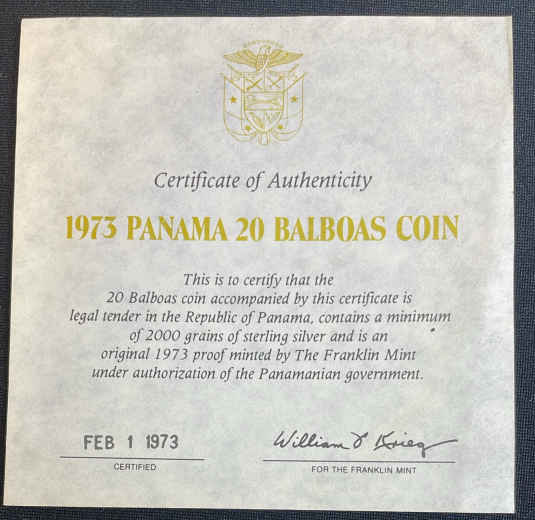 Certificate of Authenticity
1973 PANAMA 20 BALBOAS COIN
This is to certify that the
20 Balboas coin accompanied by this certificate is
legal tender in the Republic of Panama, contains a minimum
of 2000 grains of sterling silver and is an
original 1973 proof minted by The Franklin Mint
under authorization of the Panamanian government.
FEB 1 1973
William J Krieg
CERTIFIED
FOR THE FRANKLIN MINT